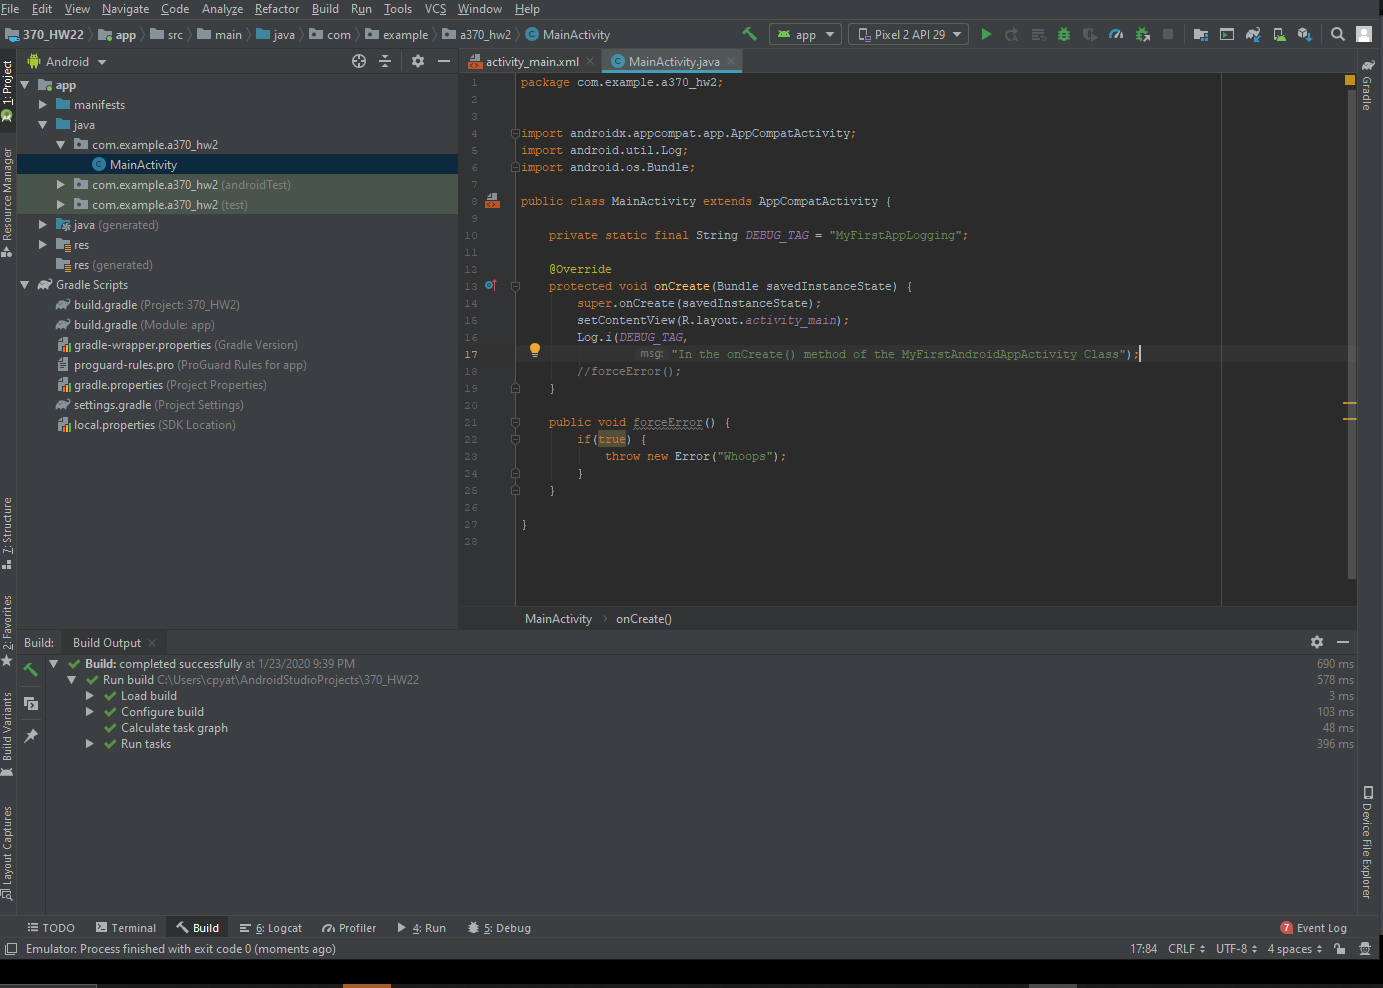 File Edit View Navigate Code Analyze Refactor Build Run Tools VCS Window Help
370_HW22 app src main java com example a370_hw2 MainActivity app Pixel 2 API 29
1: Project
Resource Manager
7: Structure
2: Favorites
Build Variants
Layout Captures
Android
app
manifests
java
com.example.a370_hw2
MainActivity
com.example.a370_hw2 (androidTest)
com.example.a370_hw2 (test)
java (generated)
res
res (generated)
Gradle Scripts
build.gradle (Project: 370_HW2)
build.gradle (Module: app)
gradle-wrapper.properties (Gradle Version)
proguard-rules.pro (ProGuard Rules for app)
gradle.properties (Project Properties)
settings.gradle (Project Settings)
local.properties (SDK Location)
activity_main.xml MainActivity.java
1 package com.example.a370_hw2;
2
3
4 import androidx.appcompat.app.AppCompatActivity;
5 import android.util.Log;
6 import android.os.Bundle;
7
8 public class MainActivity extends AppCompatActivity {
9
10 private static final String DEBUG_TAG = "MyFirstAppLogging";
11
12 @Override
13 protected void onCreate(Bundle savedInstanceState) {
14 super.onCreate(savedInstanceState);
15 setContentView(R.layout.activity_main);
16 Log.i(DEBUG_TAG,
17 msg: "In the onCreate() method of the MyFirstAndroidAppActivity Class");
18 //forceError();
19 }
20
21 public void forceError() {
22 if(true) {
23 throw new Error("Whoops");
24 }
25 }
26
27 }
28
MainActivity onCreate()
Gradle
Device File Explorer
Build: Build Output
Build: completed successfully at 1/23/2020 9:39 PM 690 ms
Run build C:\Users\cpyat\AndroidStudioProjects\370_HW22 578 ms
Load build 3 ms
Configure build 103 ms
Calculate task graph 48 ms
Run tasks 396 ms
TODO Terminal Build 6: Logcat Profiler 4: Run 5: Debug 7 Event Log
Emulator: Process finished with exit code 0 (moments ago) 17:84 CRLF UTF-8 4 spaces